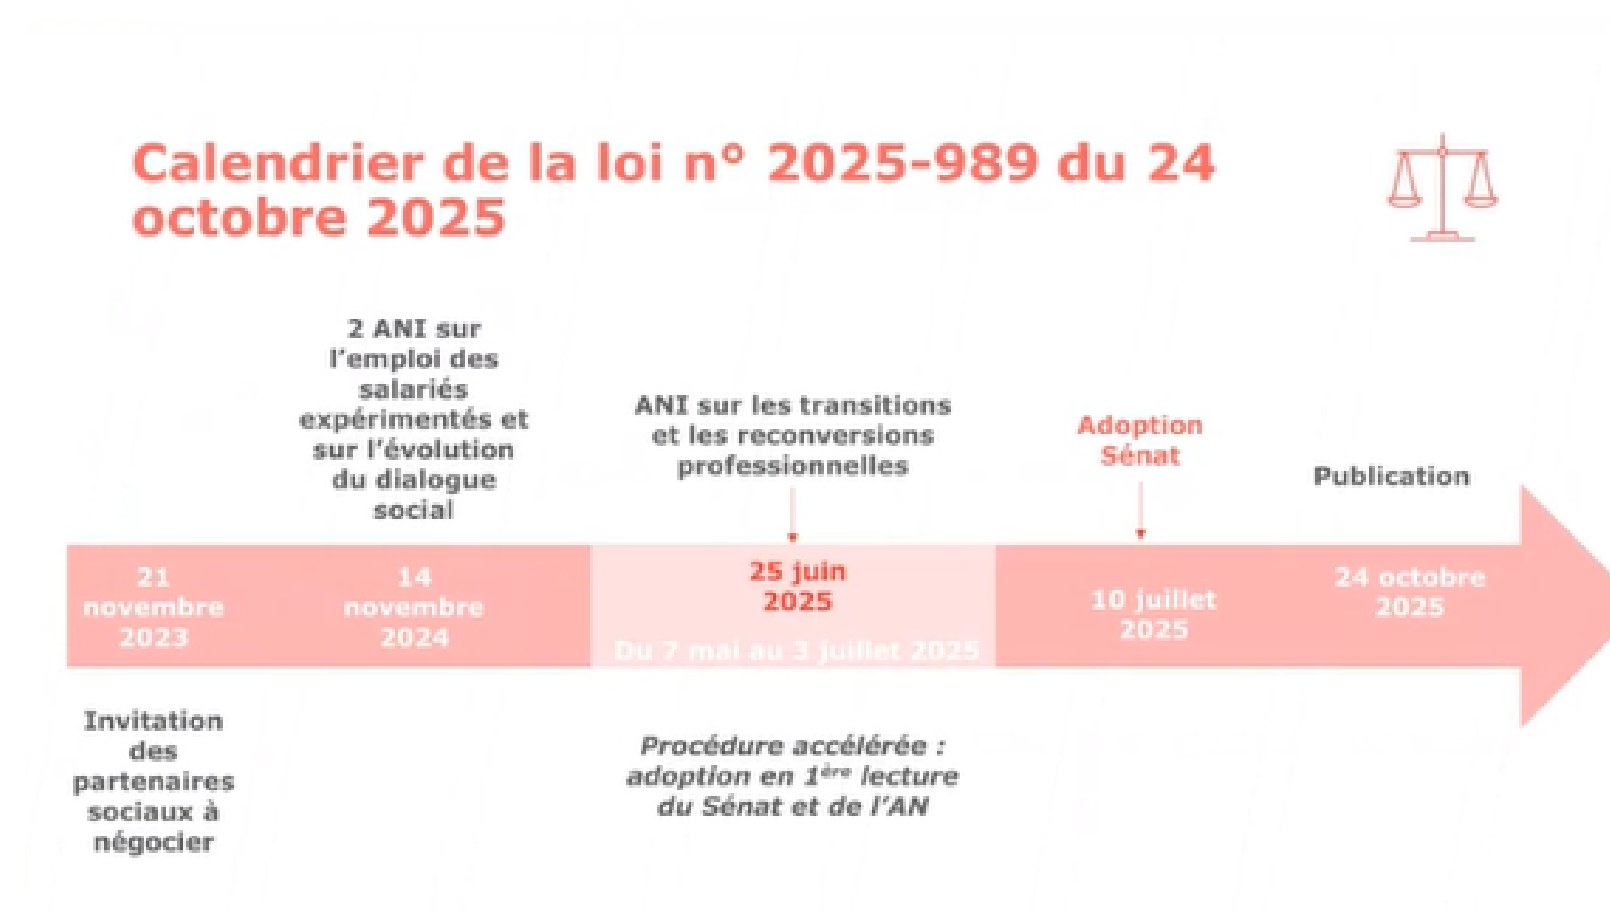 Calendrier de la loi n° 2025-989 du 24
octobre 2025
2 ANI sur
l’emploi des
salariés
expérimentés et
sur l’évolution
du dialogue
social
ANI sur les transitions
et les reconversions
professionnelles
Adoption
Sénat
Publication
21
novembre
2023
14
novembre
2024
25 juin
2025
Du 7 mai au 3 juillet 2025
10 juillet
2025
24 octobre
2025
Invitation
des
partenaires
sociaux à
négocier
Procédure accélérée :
adoption en 1ère lecture
du Sénat et de l’AN